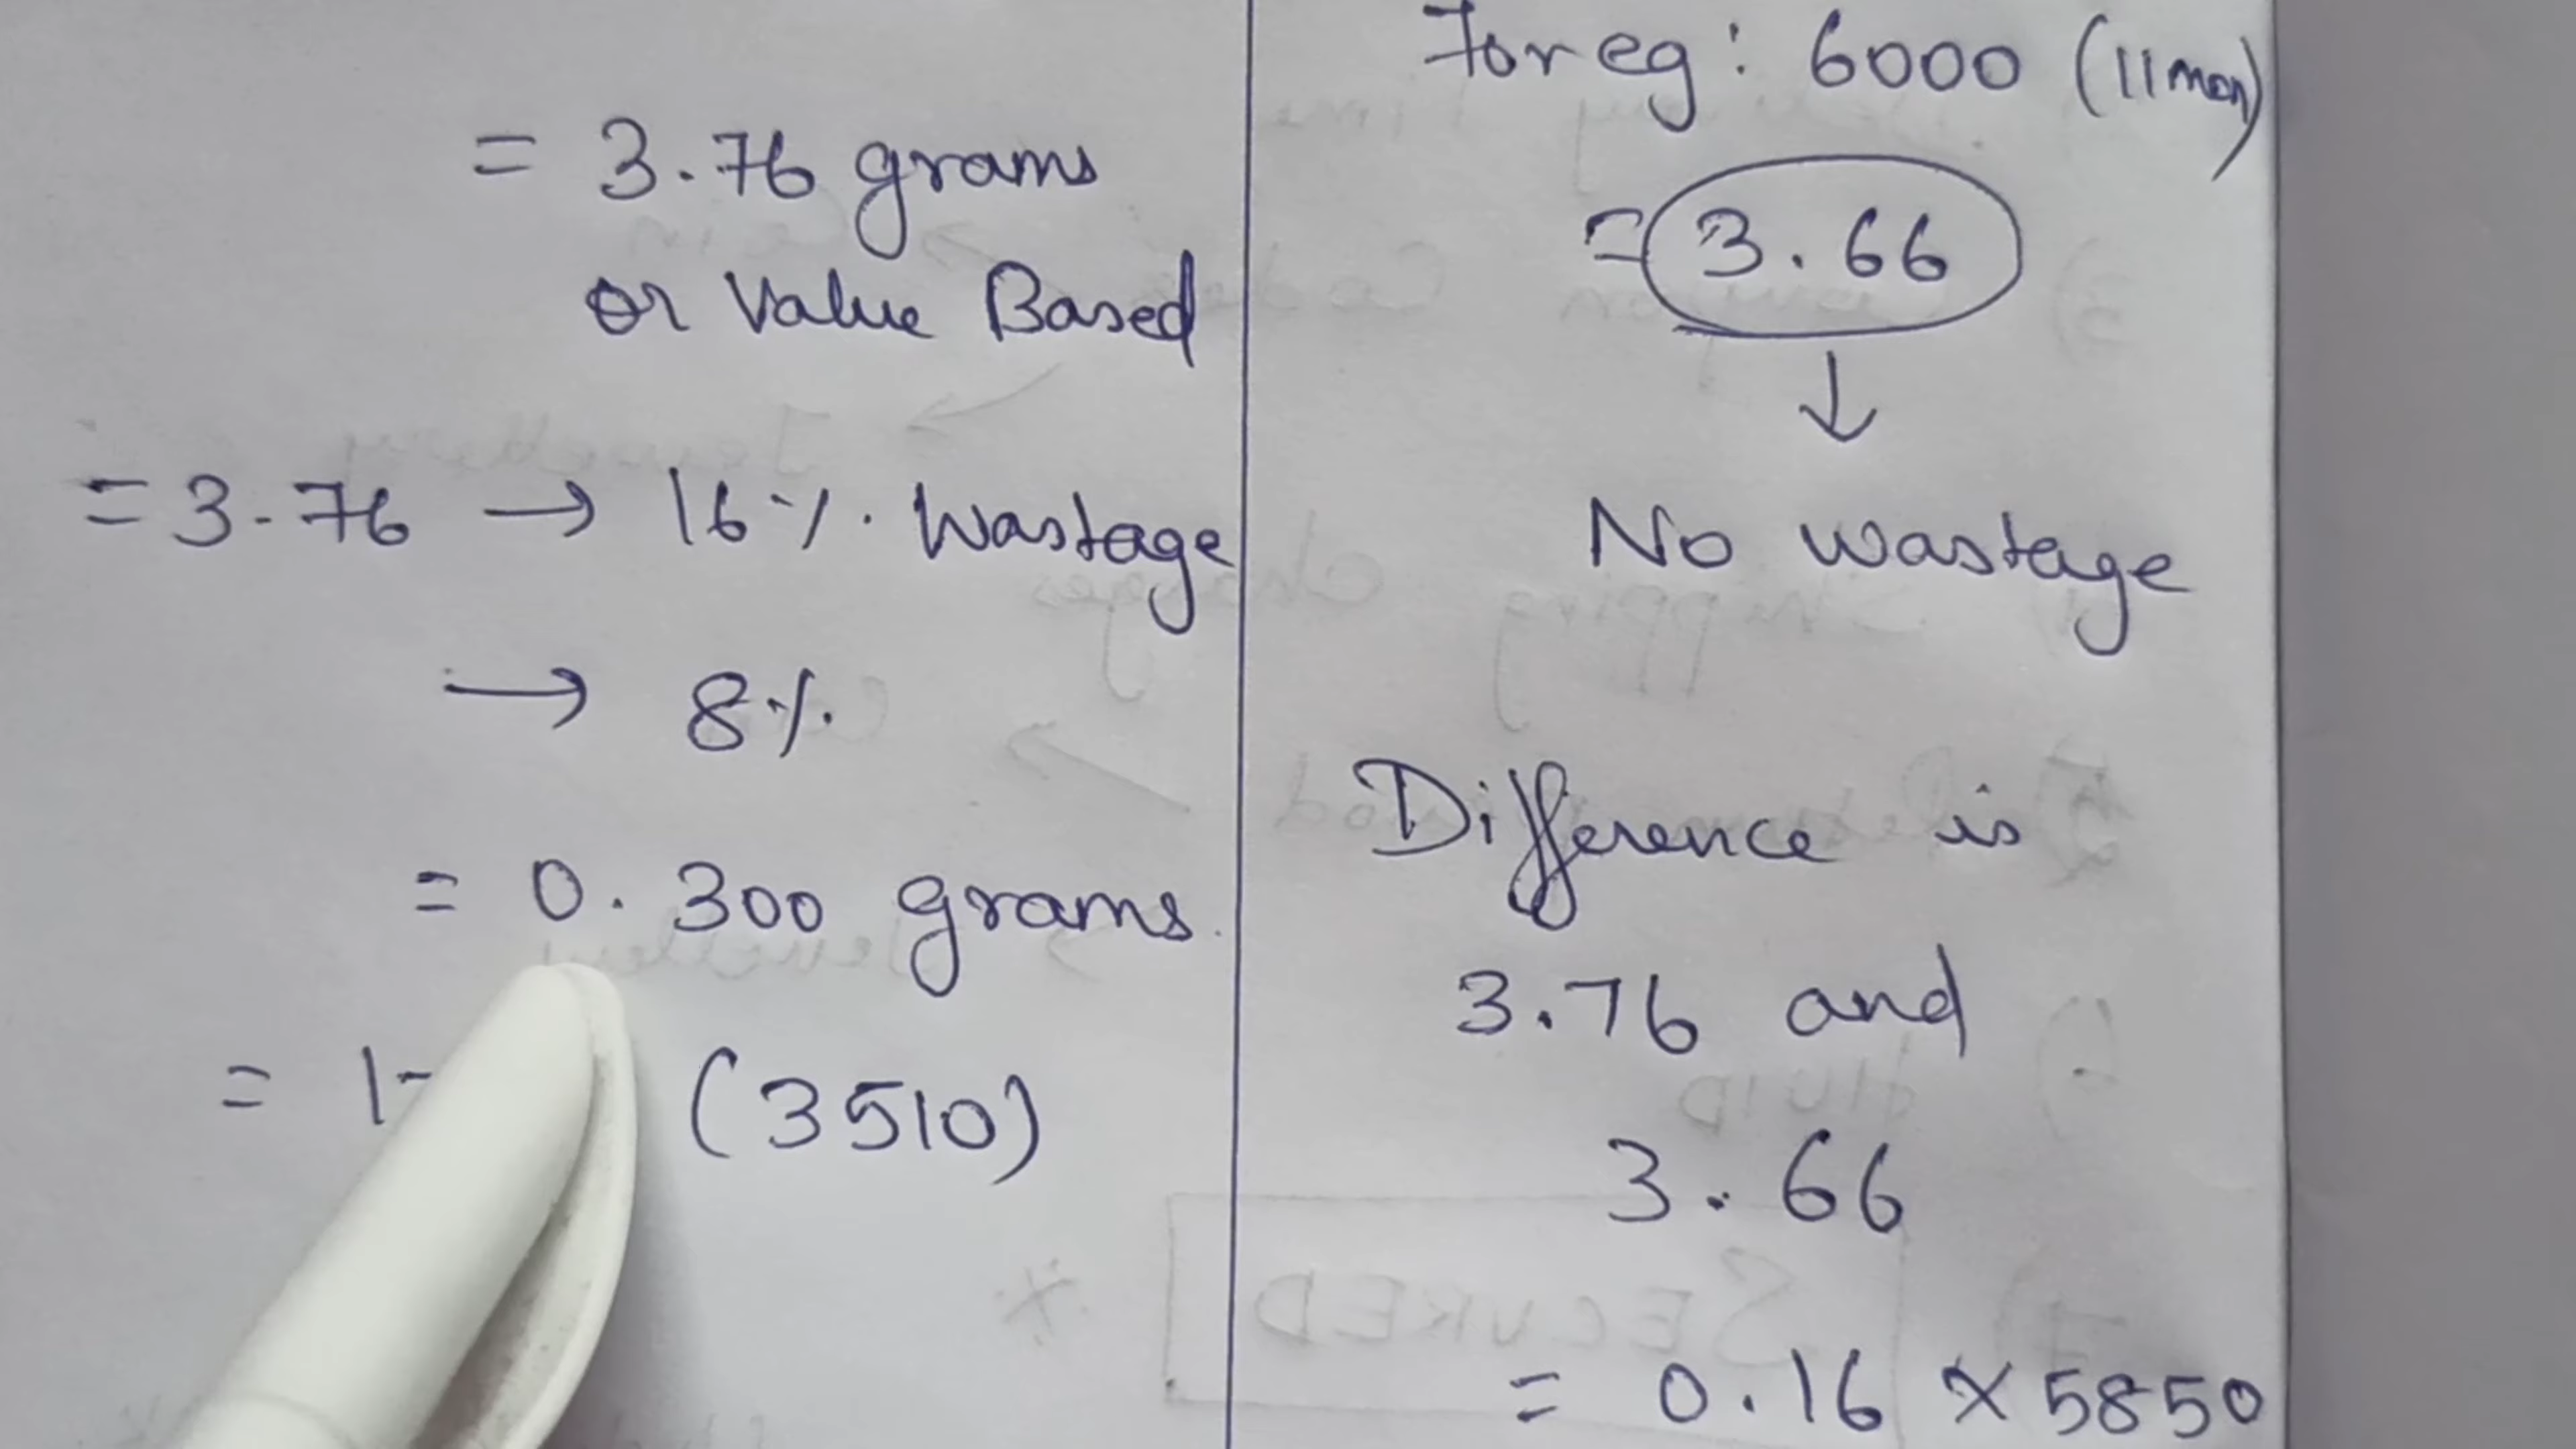 = 3.76 grams
or Value Based
= 3.76 → 16%. Wastage
→ 8%
= 0.300 grams.
= (3510)
For eg: 6000 (11mon)
= 3.66
↓
No wastage
Difference is
3.76 and
3.66
= 0.16 × 5850